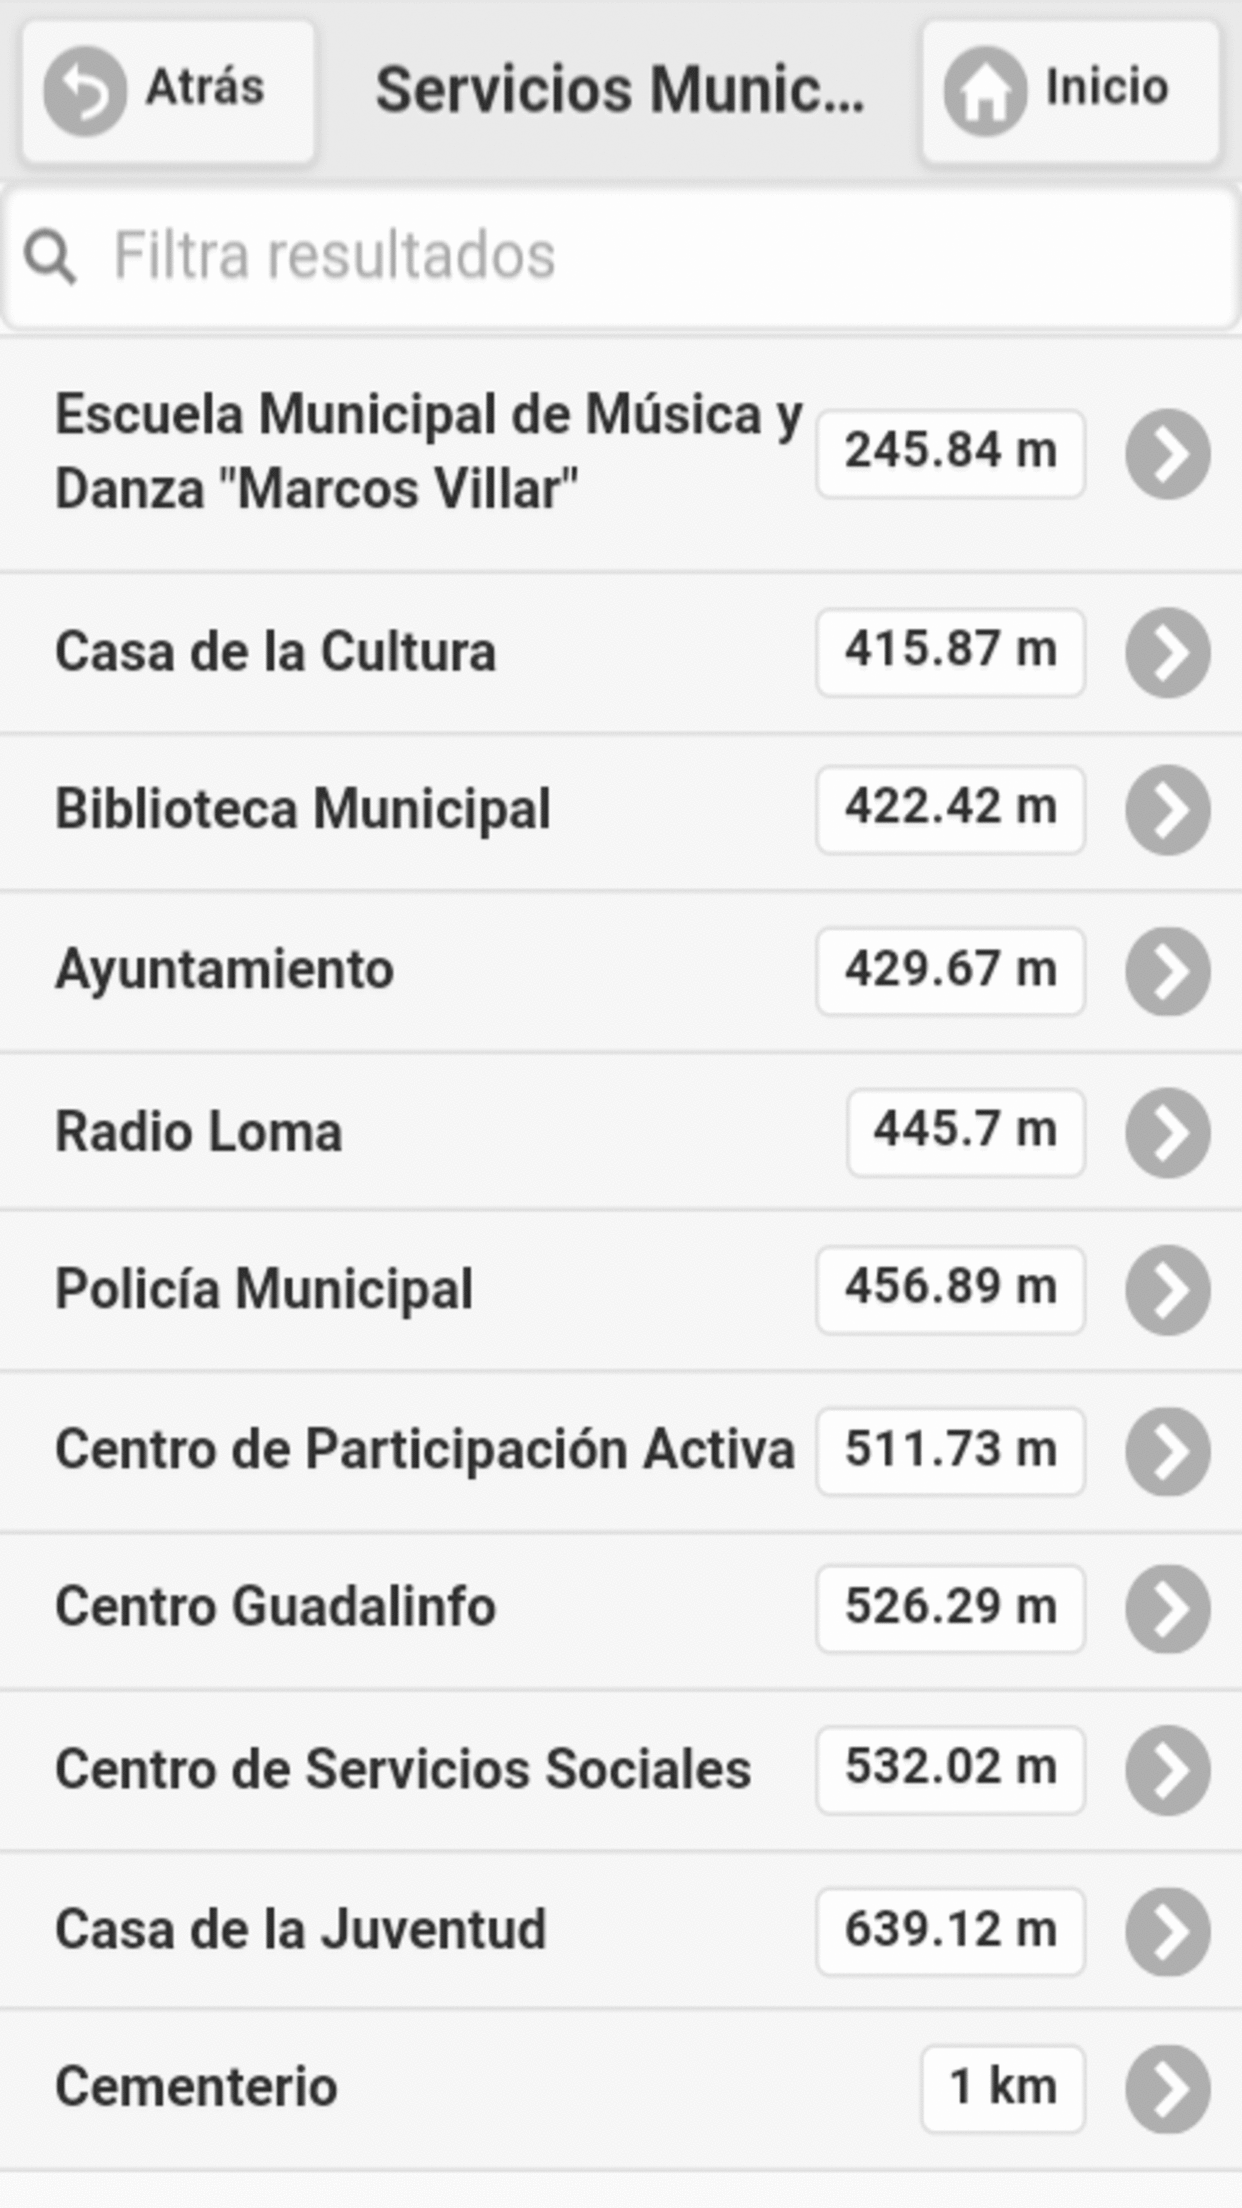 Atrás
Servicios Munic...
Inicio
Filtra resultados
Escuela Municipal de Música y
Danza "Marcos Villar"
245.84 m
Casa de la Cultura
415.87 m
Biblioteca Municipal
422.42 m
Ayuntamiento
429.67 m
Radio Loma
445.7 m
Policía Municipal
456.89 m
Centro de Participación Activa
511.73 m
Centro Guadalinfo
526.29 m
Centro de Servicios Sociales
532.02 m
Casa de la Juventud
639.12 m
Cementerio
1 km